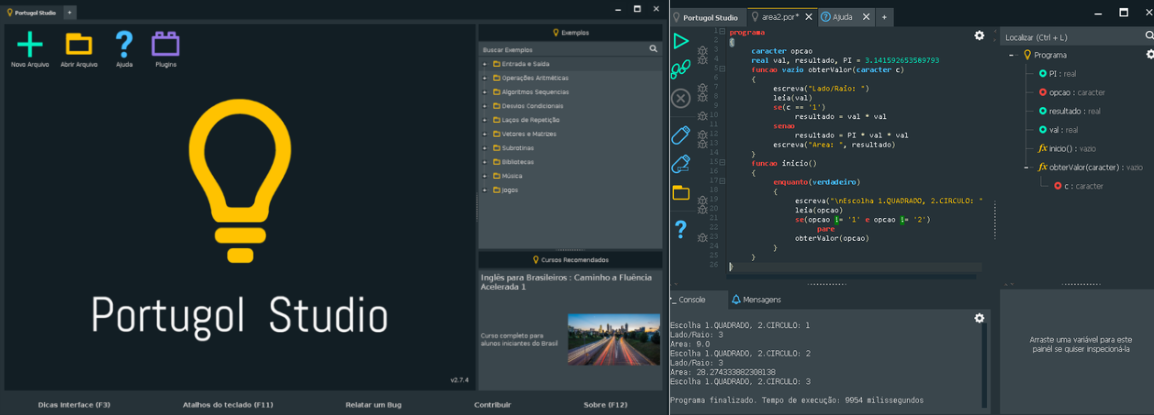 Portugol Studio
+
Novo Arquivo
Abrir Arquivo
Ajuda
Plugins
Portugol Studio
v2.7.4
Exemplos
Buscar Exemplos
Entrada e Saída
Operações Aritméticas
Algoritmos Sequenciais
Desvios Condicionais
Laços de Repetição
Vetores e Matrizes
Subrotinas
Bibliotecas
Música
Jogos
Cursos Recomendados
Inglês para Brasileiros : Caminho a Fluência
Acelerada 1
Curso completo para
alunos iniciantes do Brasil
Dicas Interface (F3)
Atalhos do teclado (F11)
Relatar um Bug
Contribuir
Sobre (F12)
Portugol Studio
area2.por*
Ajuda
+
1 programa
2 {
3 caracter opcao
4 real val, resultado, PI = 3.141592653589793
5 funcao vazio obterValor(caracter c)
6 {
7 escreva("Lado/Raio: ")
8 leia(val)
9 se(c == '1')
10 resultado = val * val
11 senao
12 resultado = PI * val * val
13 escreva("Area: ", resultado)
14 }
15 funcao inicio()
16 {
17 enquanto(verdadeiro)
18 {
19 escreva("\nEscolha 1.QUADRADO, 2.CIRCULO: "
20 leia(opcao)
21 se(opcao != '1' e opcao != '2')
22 pare
23 obterValor(opcao)
24 }
25 }
26 }
Localizar (Ctrl + L)
Programa
PI : real
opcao : caracter
resultado : real
val : real
fx inicio() : vazio
fx obterValor(caracter) : vazio
c : caracter
Console
Mensagens
Escolha 1.QUADRADO, 2.CIRCULO: 1
Lado/Raio: 3
Area: 9.0
Escolha 1.QUADRADO, 2.CIRCULO: 2
Lado/Raio: 3
Area: 28.274333882308138
Escolha 1.QUADRADO, 2.CIRCULO: 3
Programa finalizado. Tempo de execução: 9954 milissegundos
Arraste uma variável para este
painél se quiser inspecioná-la